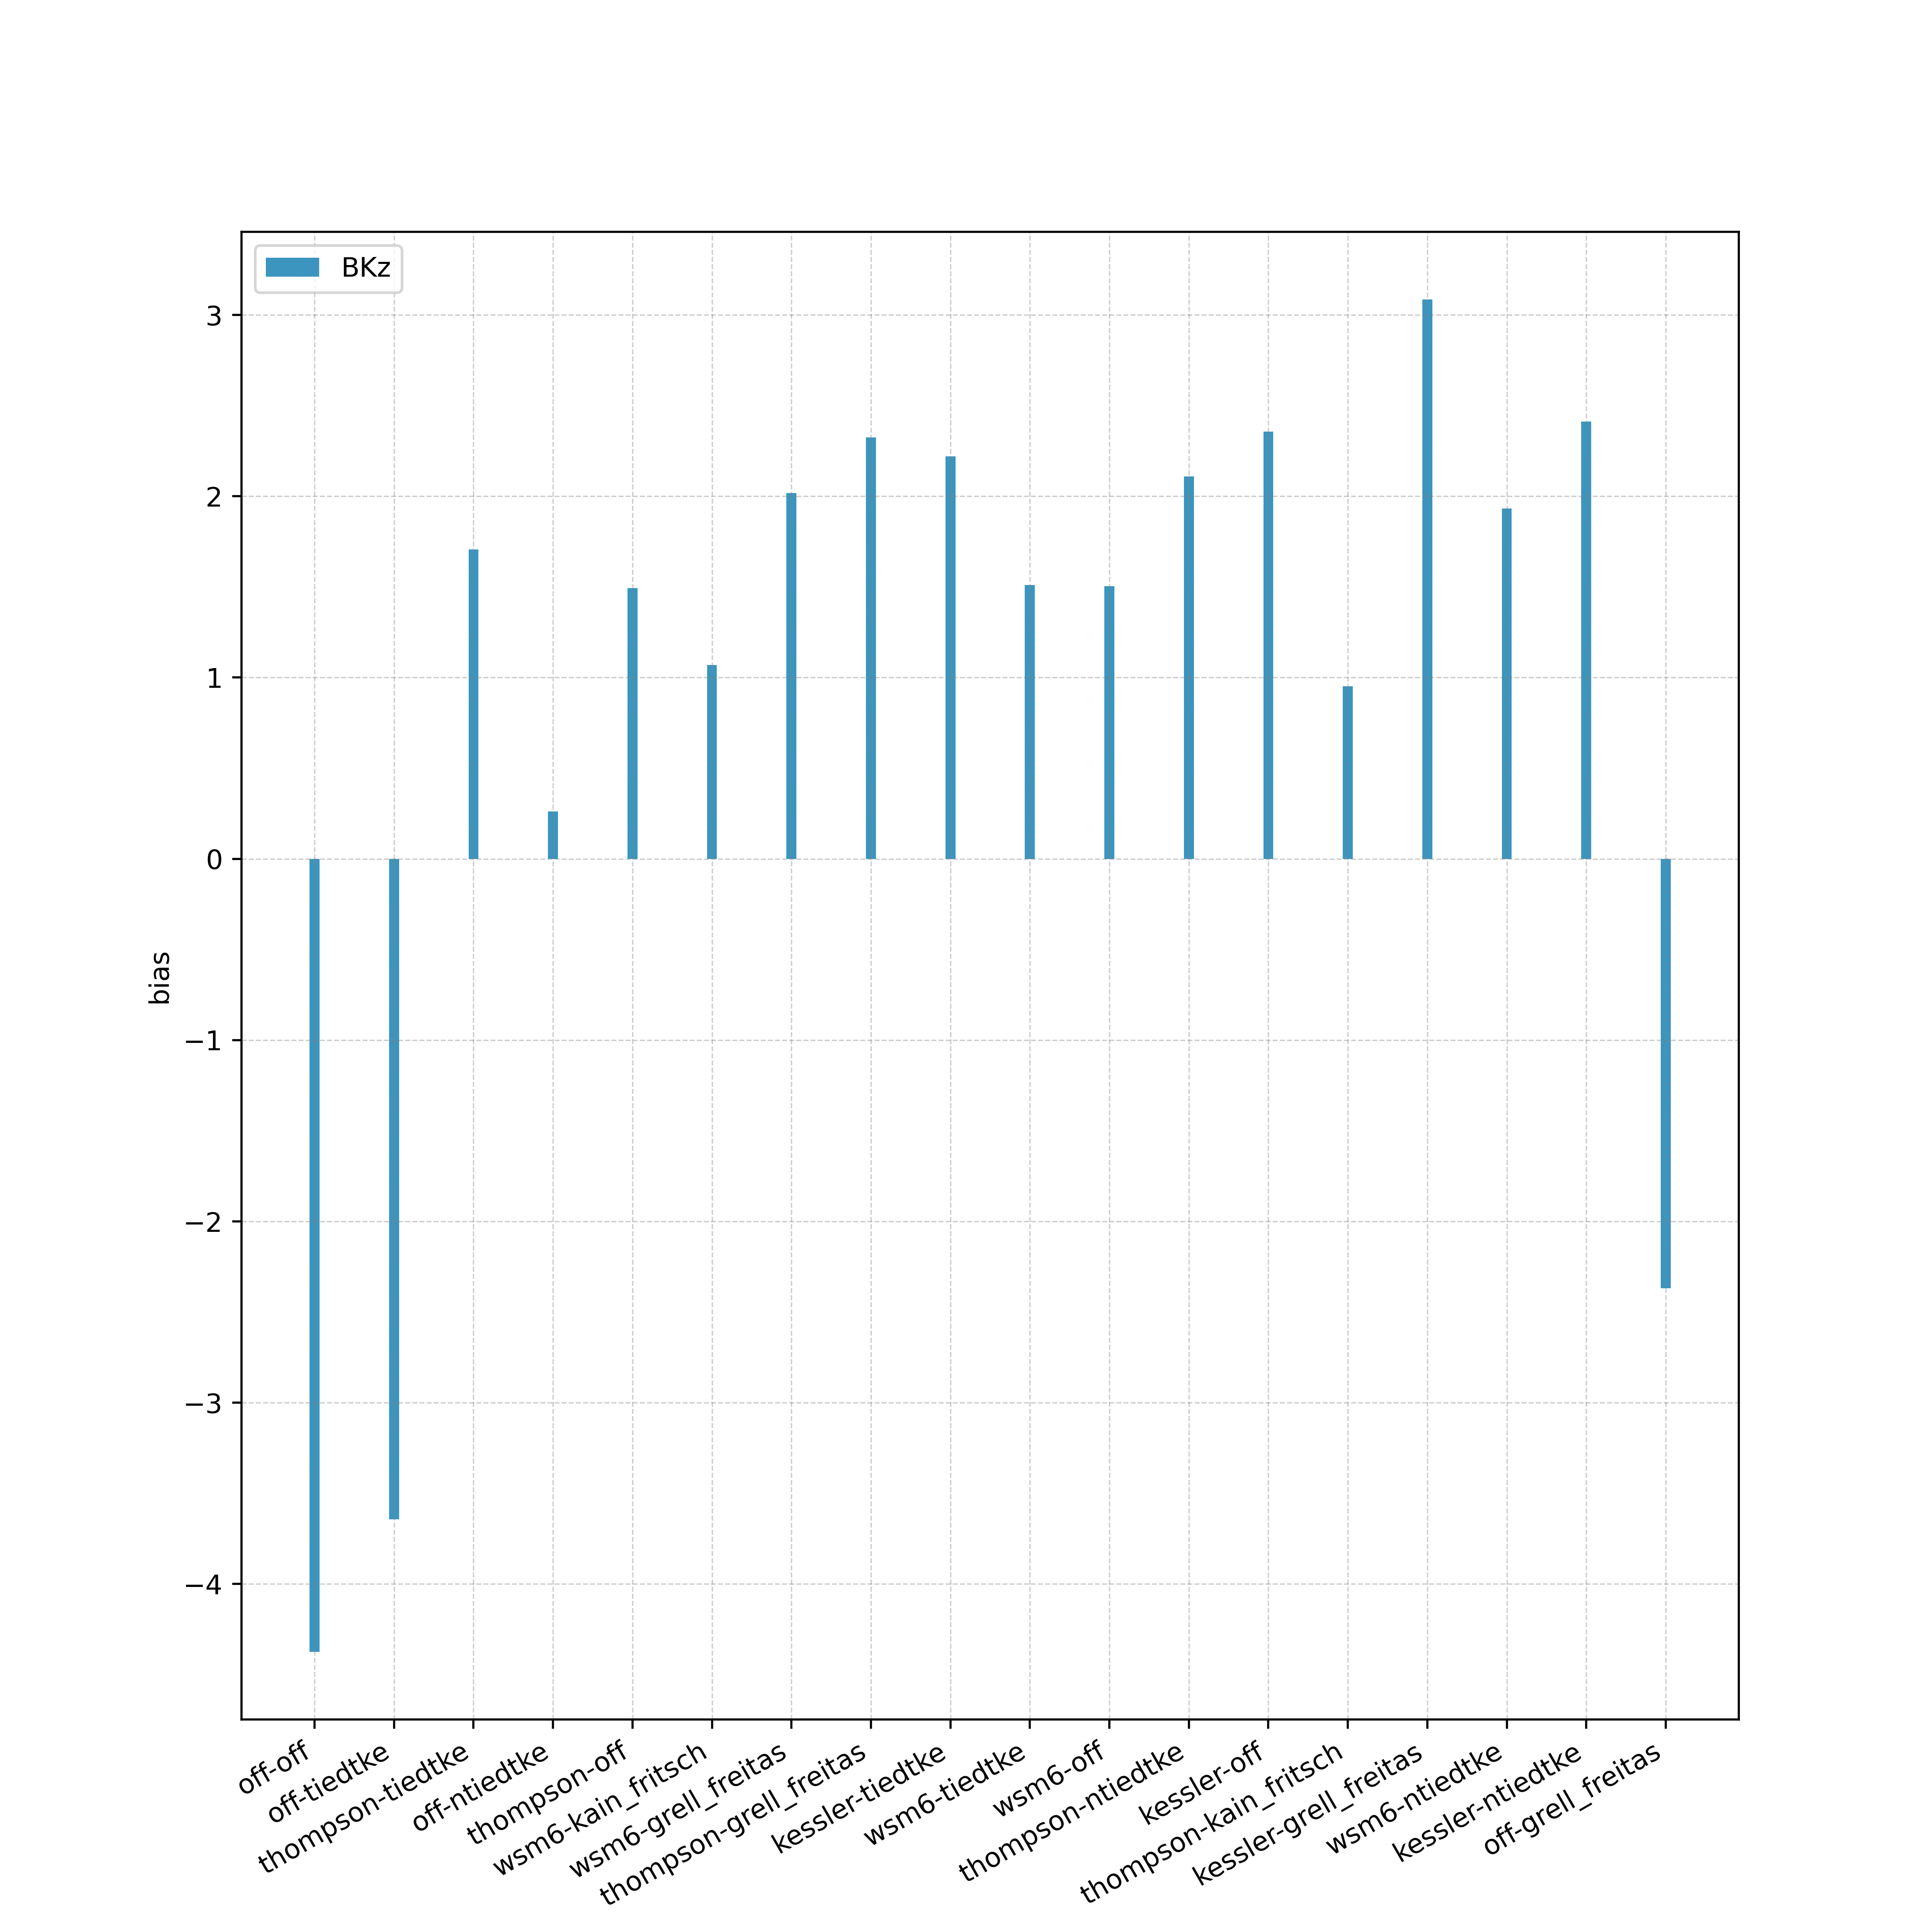 BKz
3
2
1
0
−1
−2
−3
−4
bias
off-off
off-tiedtke
thompson-tiedtke
off-ntiedtke
thompson-off
wsm6-kain_fritsch
wsm6-grell_freitas
thompson-grell_freitas
kessler-tiedtke
wsm6-tiedtke
wsm6-off
thompson-ntiedtke
kessler-off
thompson-kain_fritsch
kessler-grell_freitas
wsm6-ntiedtke
kessler-ntiedtke
off-grell_freitas